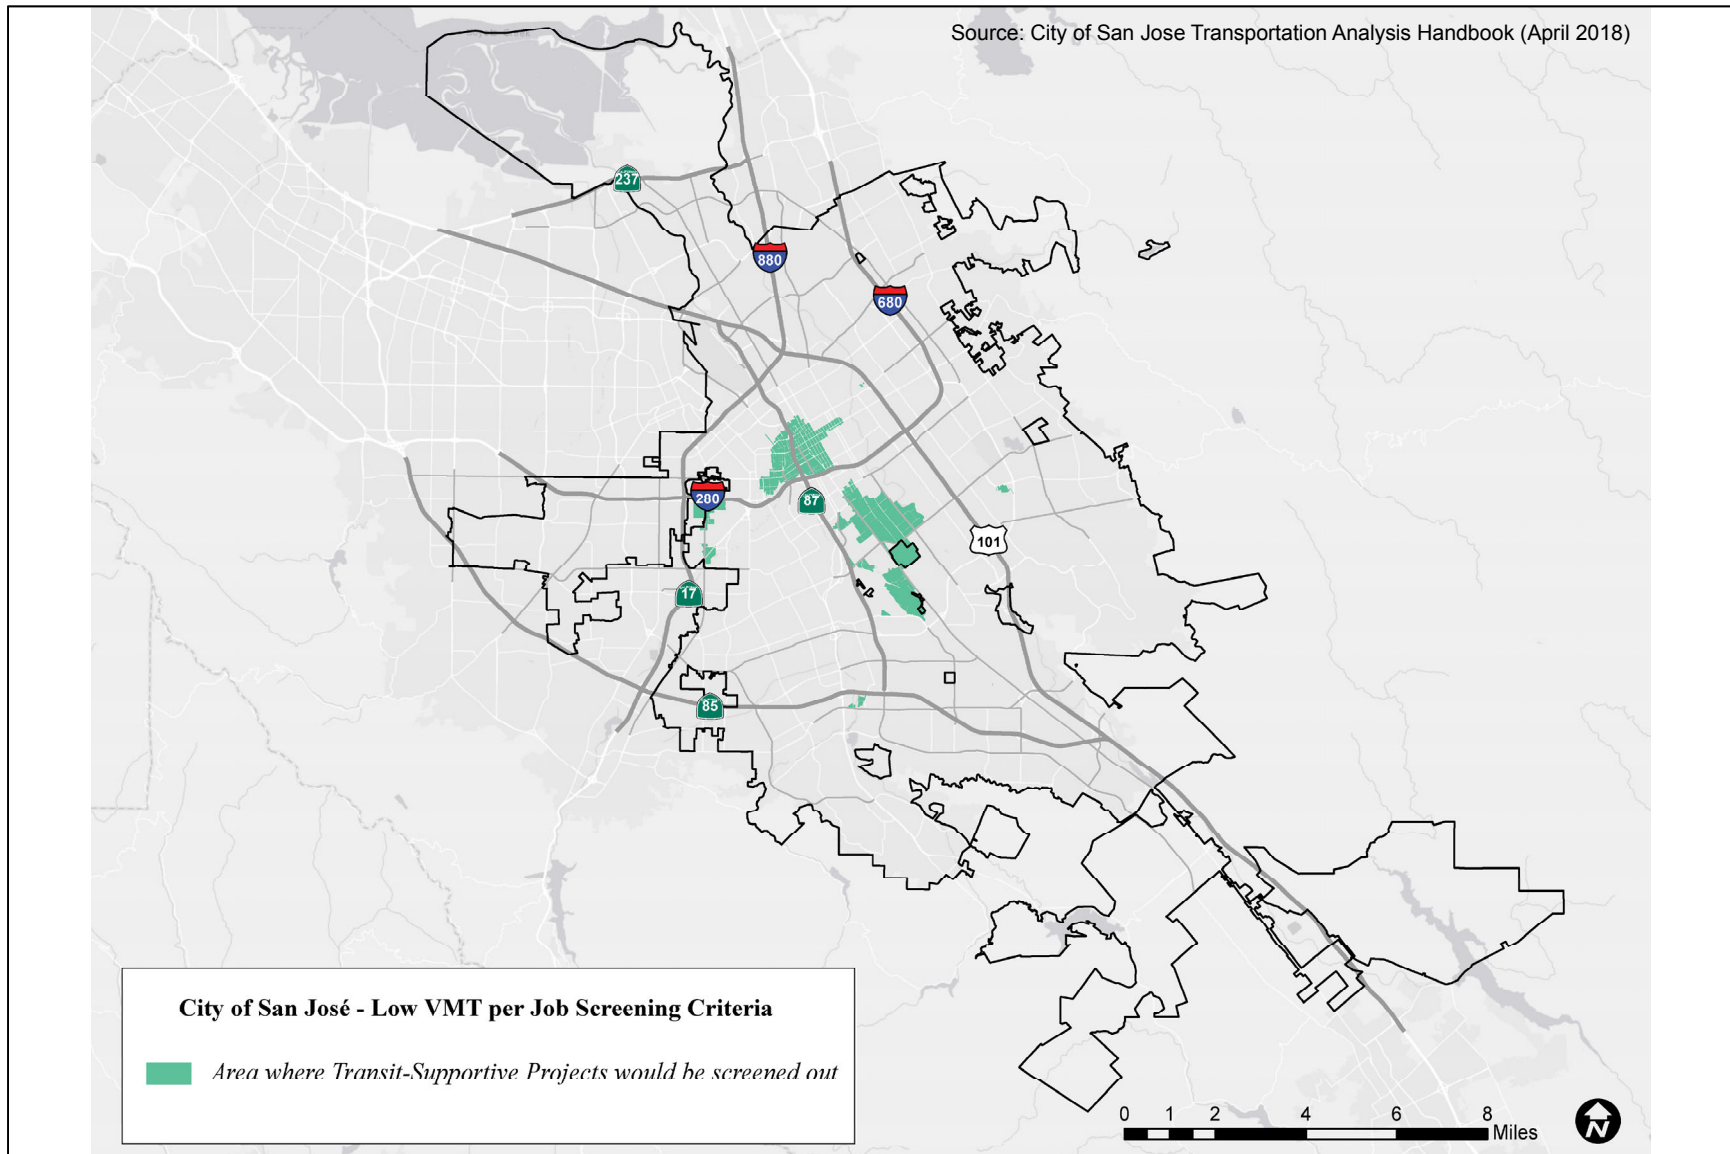 Source: City of San Jose Transportation Analysis Handbook (April 2018)
237
880
680
280
87
101
17
85
City of San José - Low VMT per Job Screening Criteria
Area where Transit-Supportive Projects would be screened out
0 1 2 4 6 8
Miles
N